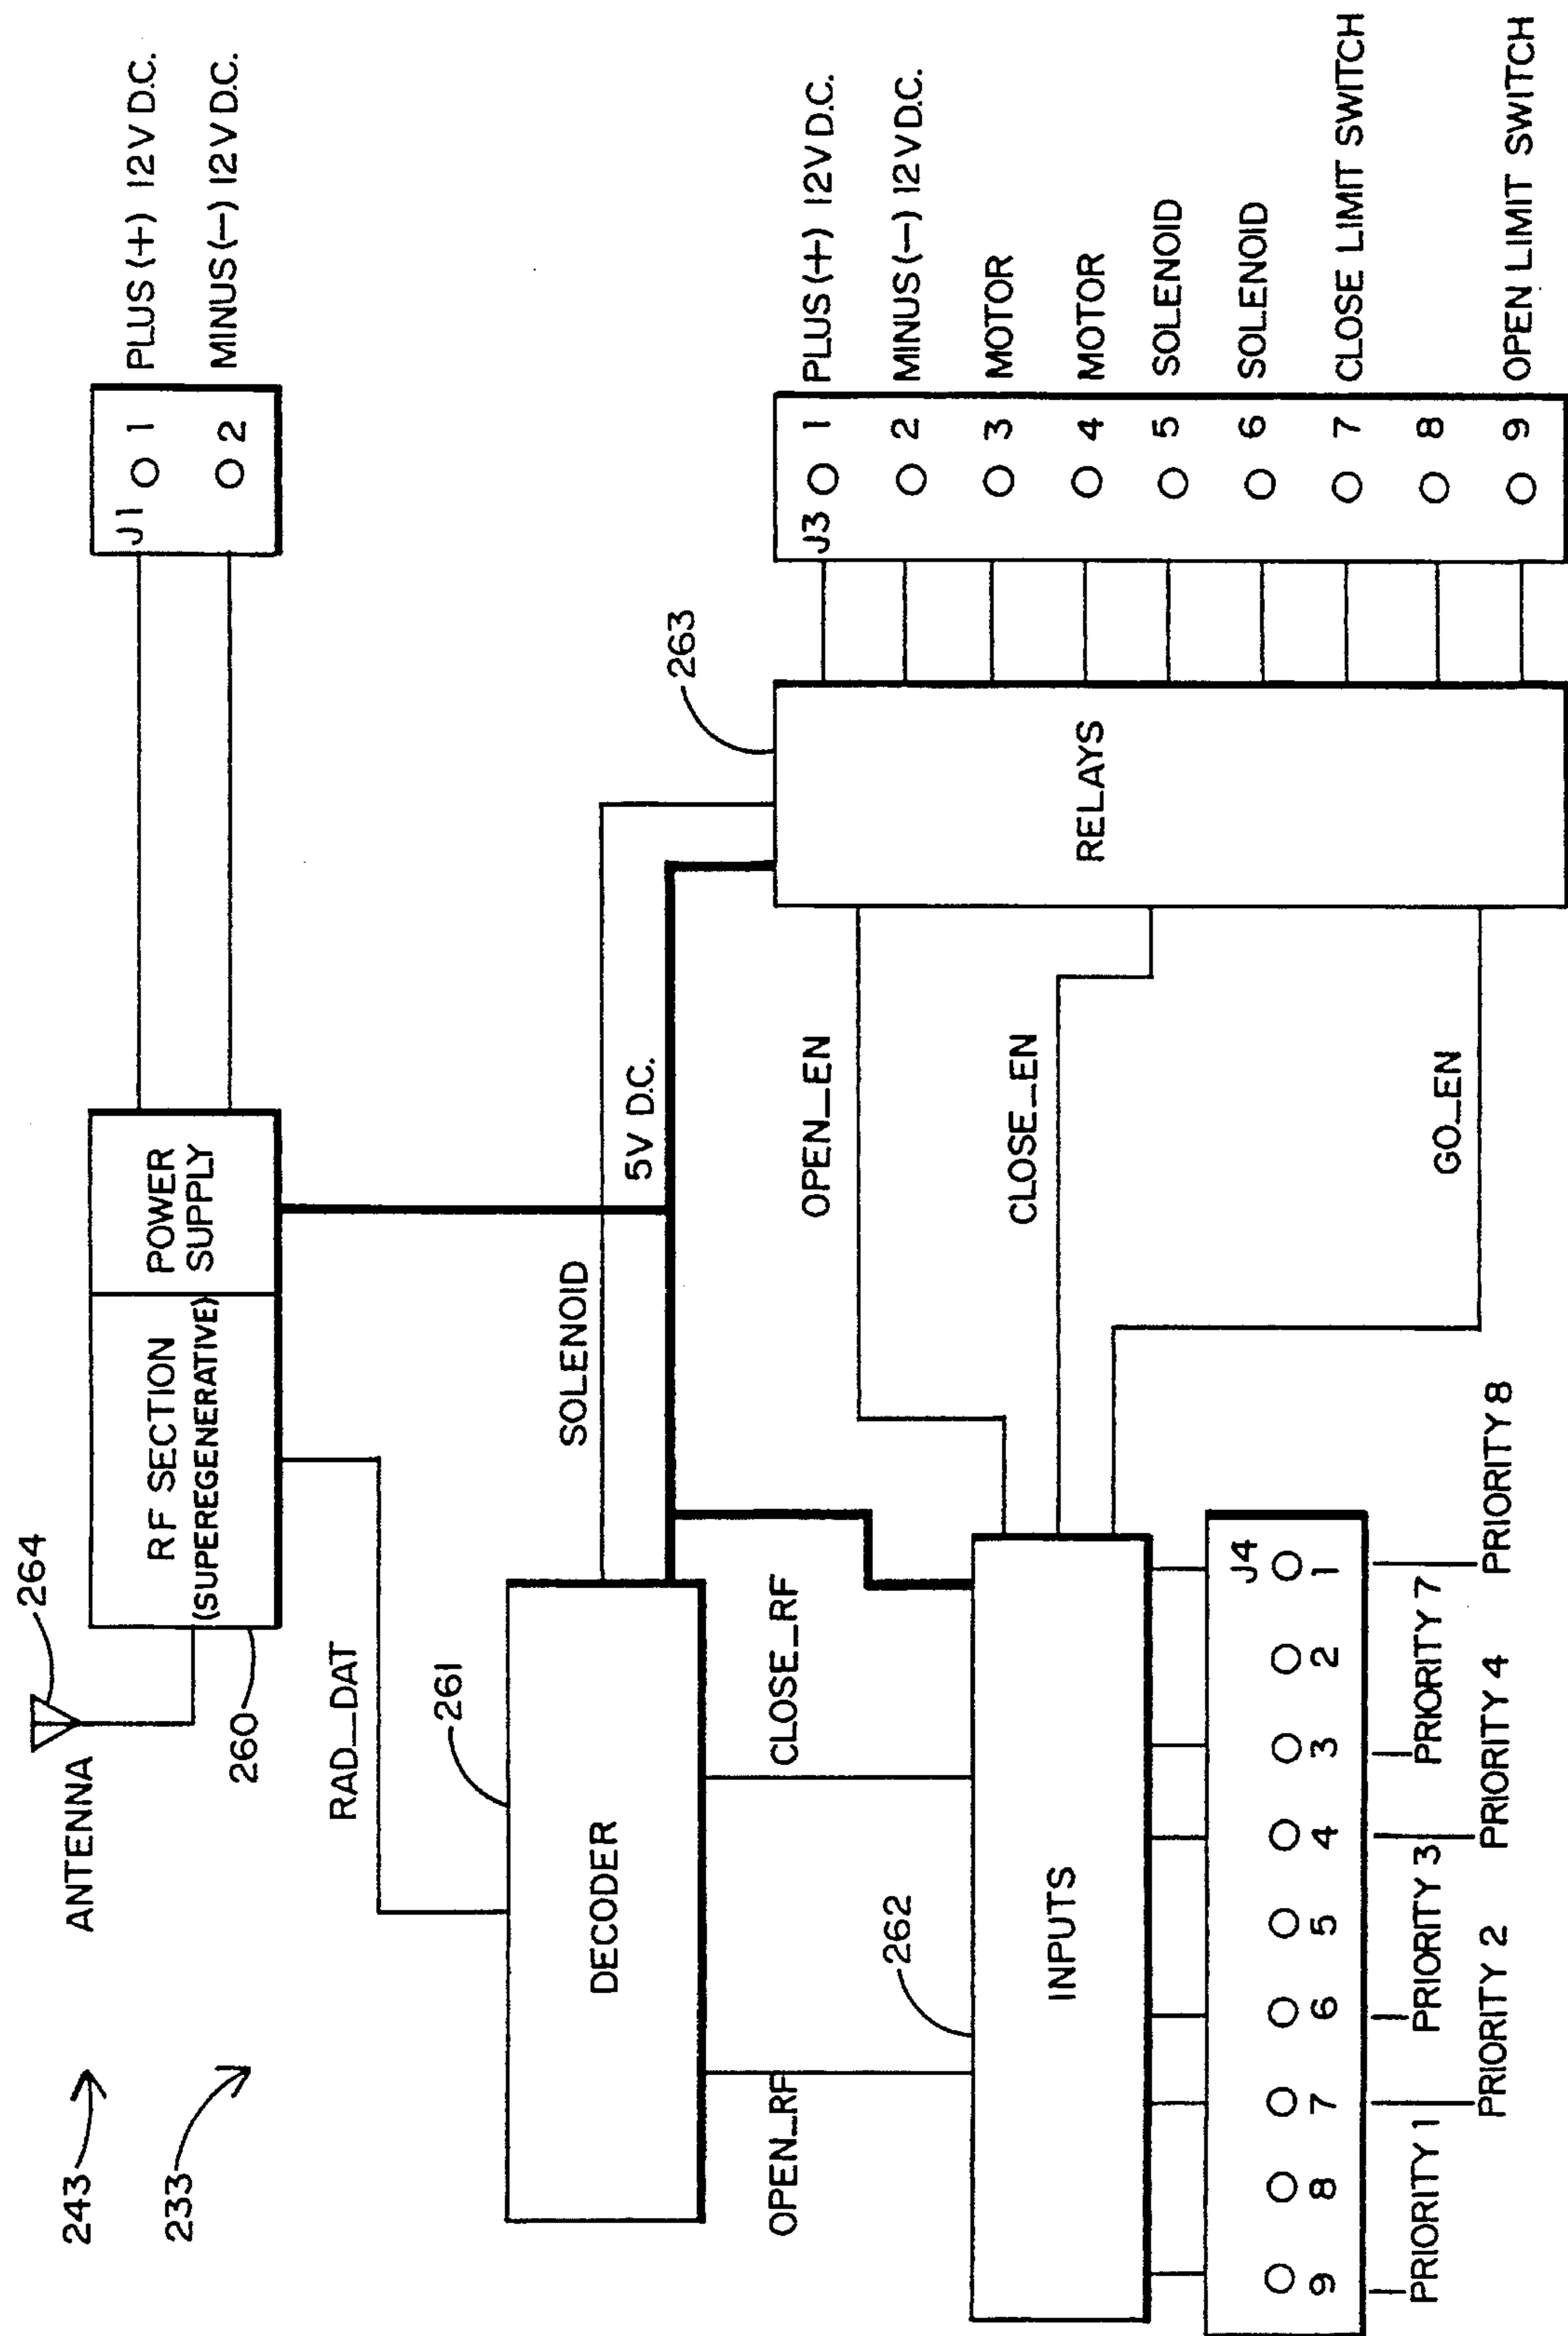 243
233
ANTENNA
264
260
RF SECTION
(SUPEREGENERATIVE)
POWER
SUPPLY
J1
1
2
PLUS (+) 12V D.C.
MINUS (−) 12V D.C.
RAD_DAT
261
DECODER
SOLENOID
5V D.C.
263
RELAYS
J3
1
2
3
4
5
6
7
8
9
PLUS (+) 12V D.C.
MINUS (−) 12V D.C.
MOTOR
MOTOR
SOLENOID
SOLENOID
CLOSE LIMIT SWITCH
OPEN LIMIT SWITCH
OPEN_RF
CLOSE_RF
OPEN_EN
CLOSE_EN
GO_EN
262
INPUTS
J4
9
8
7
6
5
4
3
2
1
PRIORITY 1
PRIORITY 2
PRIORITY 3
PRIORITY 4
PRIORITY 7
PRIORITY 8